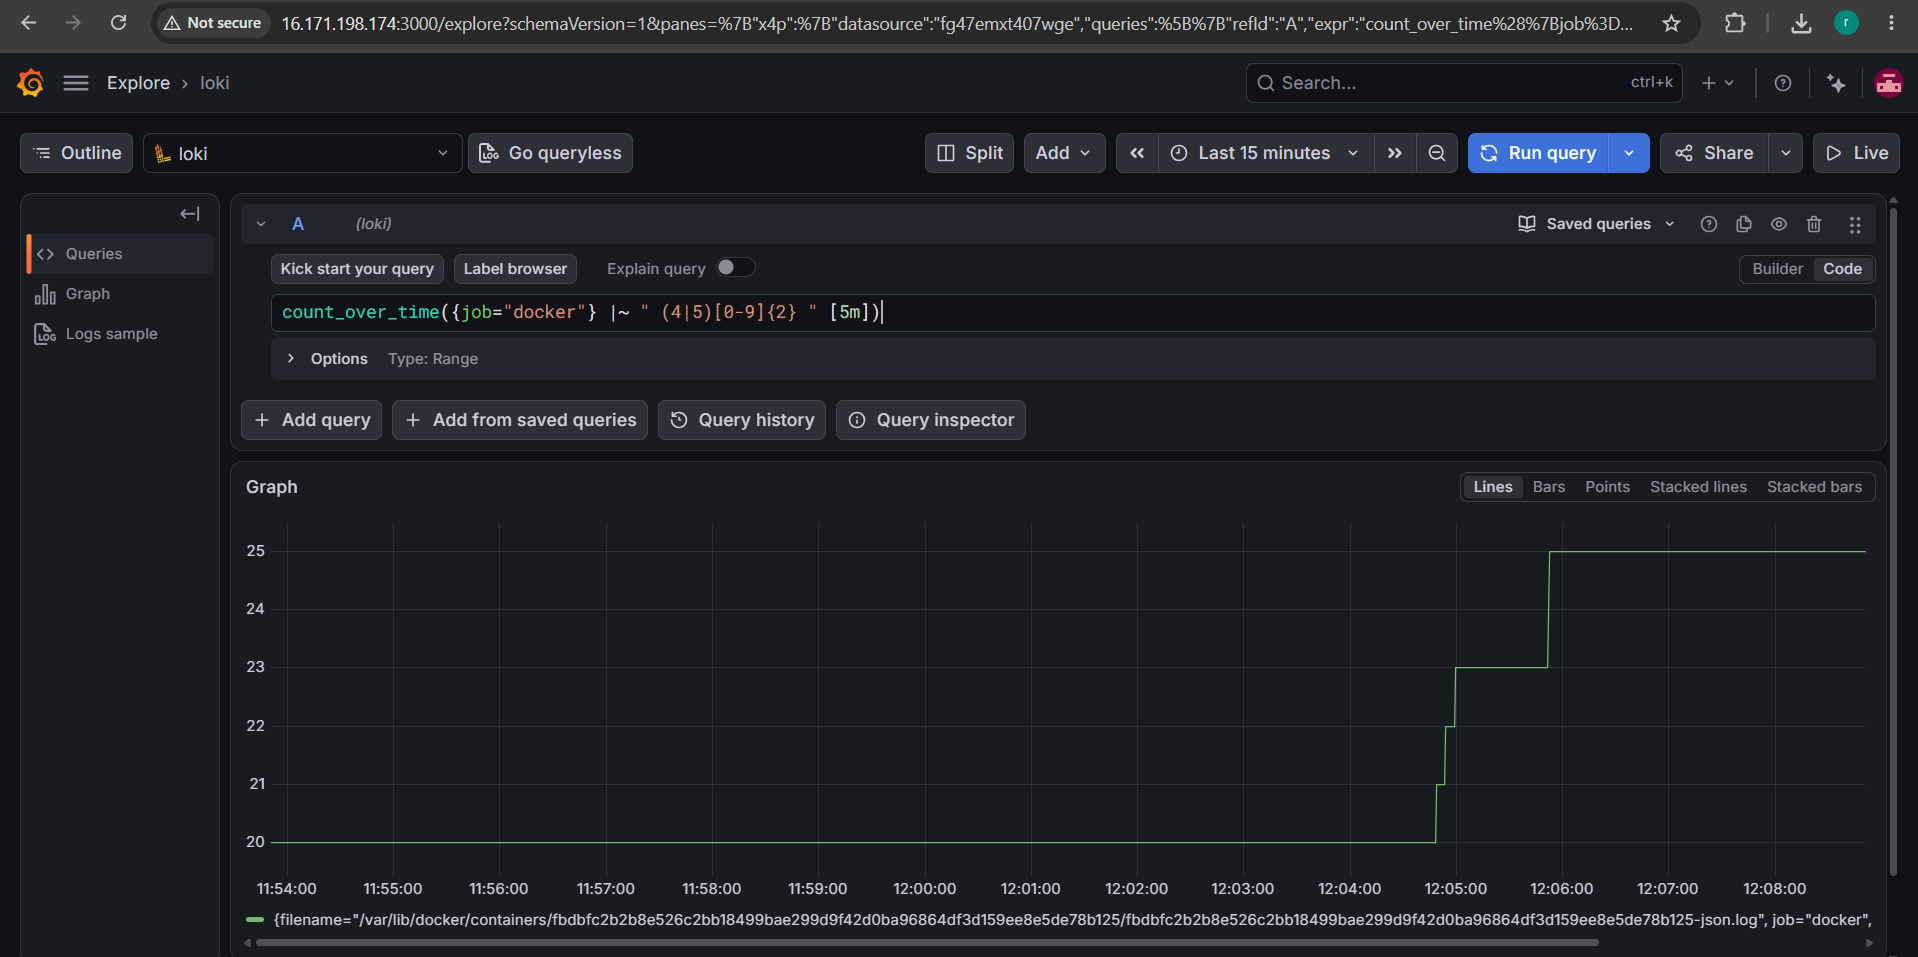 Not secure
16.171.198.174:3000/explore?schemaVersion=1&panes=%7B"x4p":%7B"datasource":"fg47emxt407wge","queries":%5B%7B"refId":"A","expr":"count_over_time%28%7Bjob%3D...
r
Explore › loki
Search... ctrl+k
Outline
loki
LOG Go queryless
Split
Add
Last 15 minutes
Run query
Share
Live
Queries
Graph
LOG Logs sample
A (loki)
Saved queries
Kick start your query
Label browser
Explain query
Builder Code
count_over_time({job="docker"} |~ " (4|5)[0-9]{2} " [5m])
Options Type: Range
+ Add query
+ Add from saved queries
Query history
Query inspector
Graph
Lines Bars Points Stacked lines Stacked bars
25
24
23
22
21
20
11:54:00 11:55:00 11:56:00 11:57:00 11:58:00 11:59:00 12:00:00 12:01:00 12:02:00 12:03:00 12:04:00 12:05:00 12:06:00 12:07:00 12:08:00
{filename="/var/lib/docker/containers/fbdbfc2b2b8e526c2bb18499bae299d9f42d0ba96864df3d159ee8e5de78b125/fbdbfc2b2b8e526c2bb18499bae299d9f42d0ba96864df3d159ee8e5de78b125-json.log", job="docker",